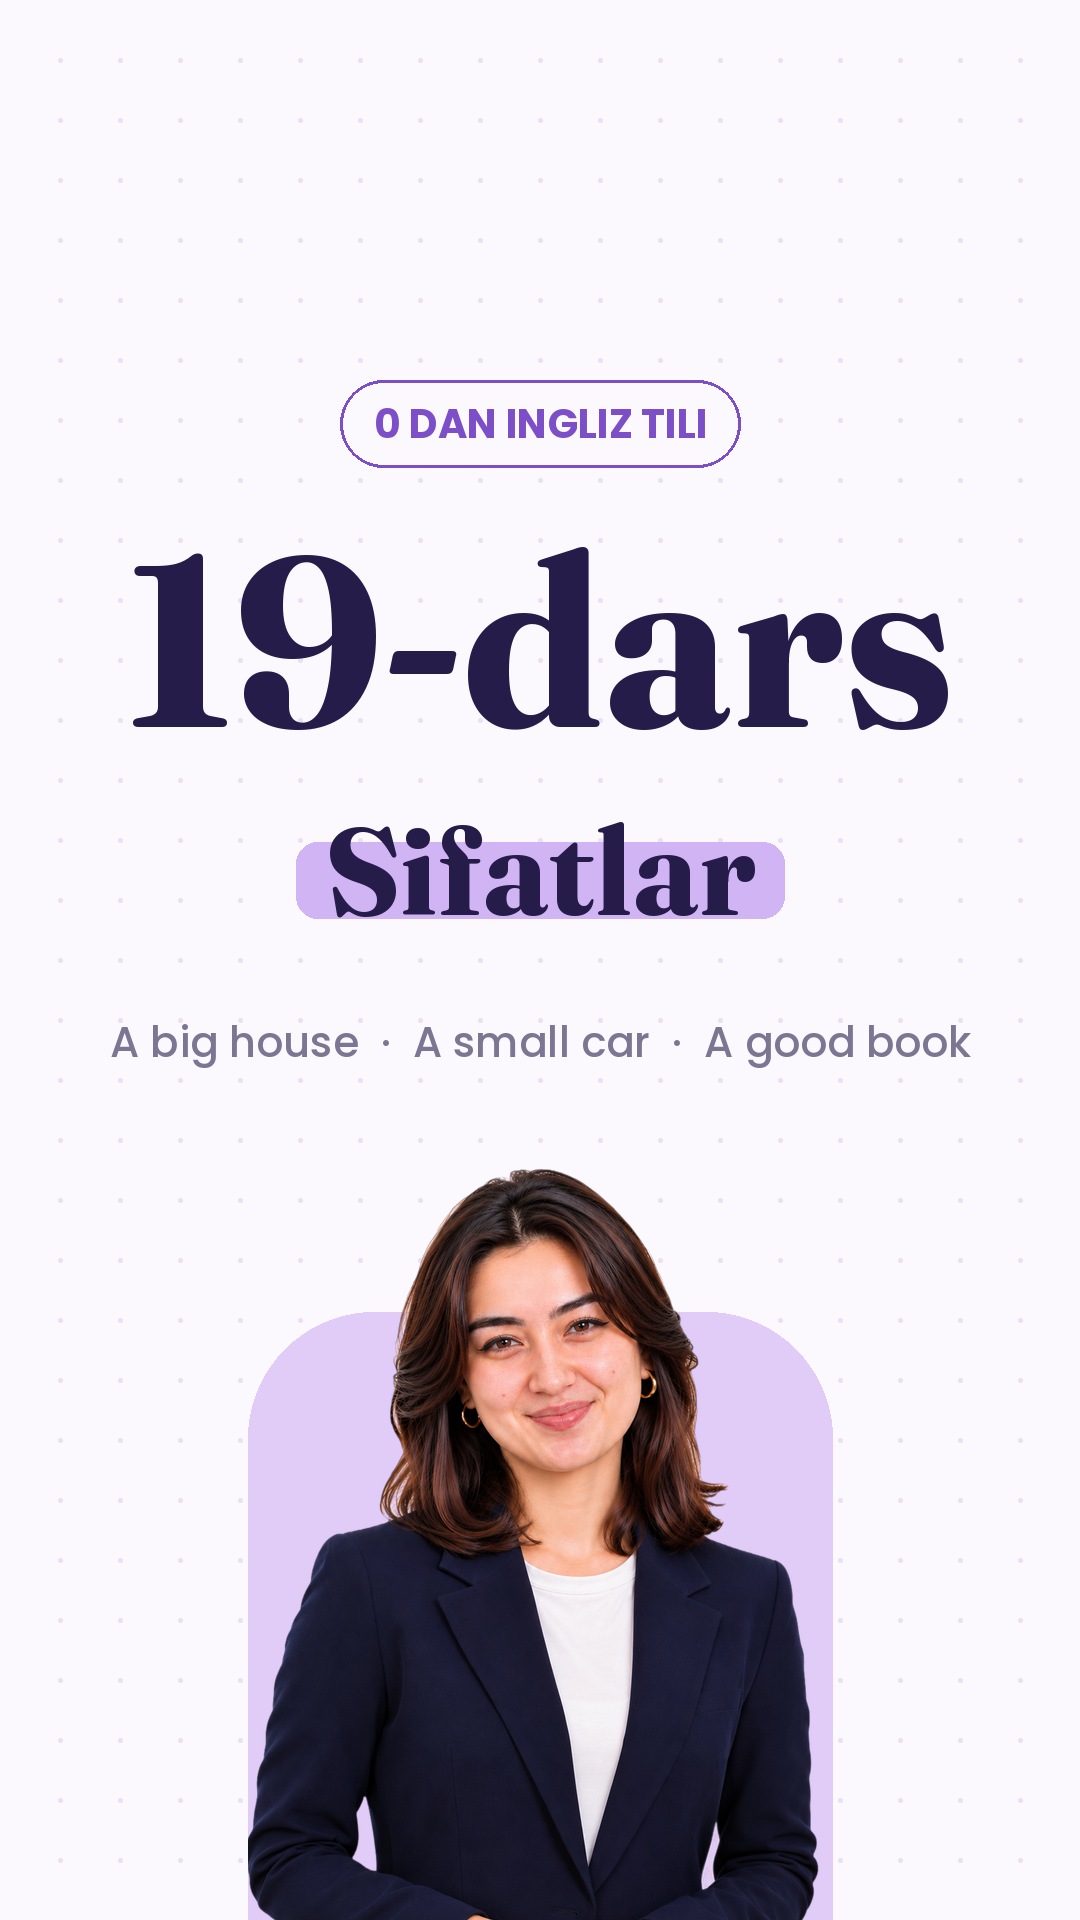 0 DAN INGLIZ TILI
19-dars
Sifatlar
A big house · A small car · A good book